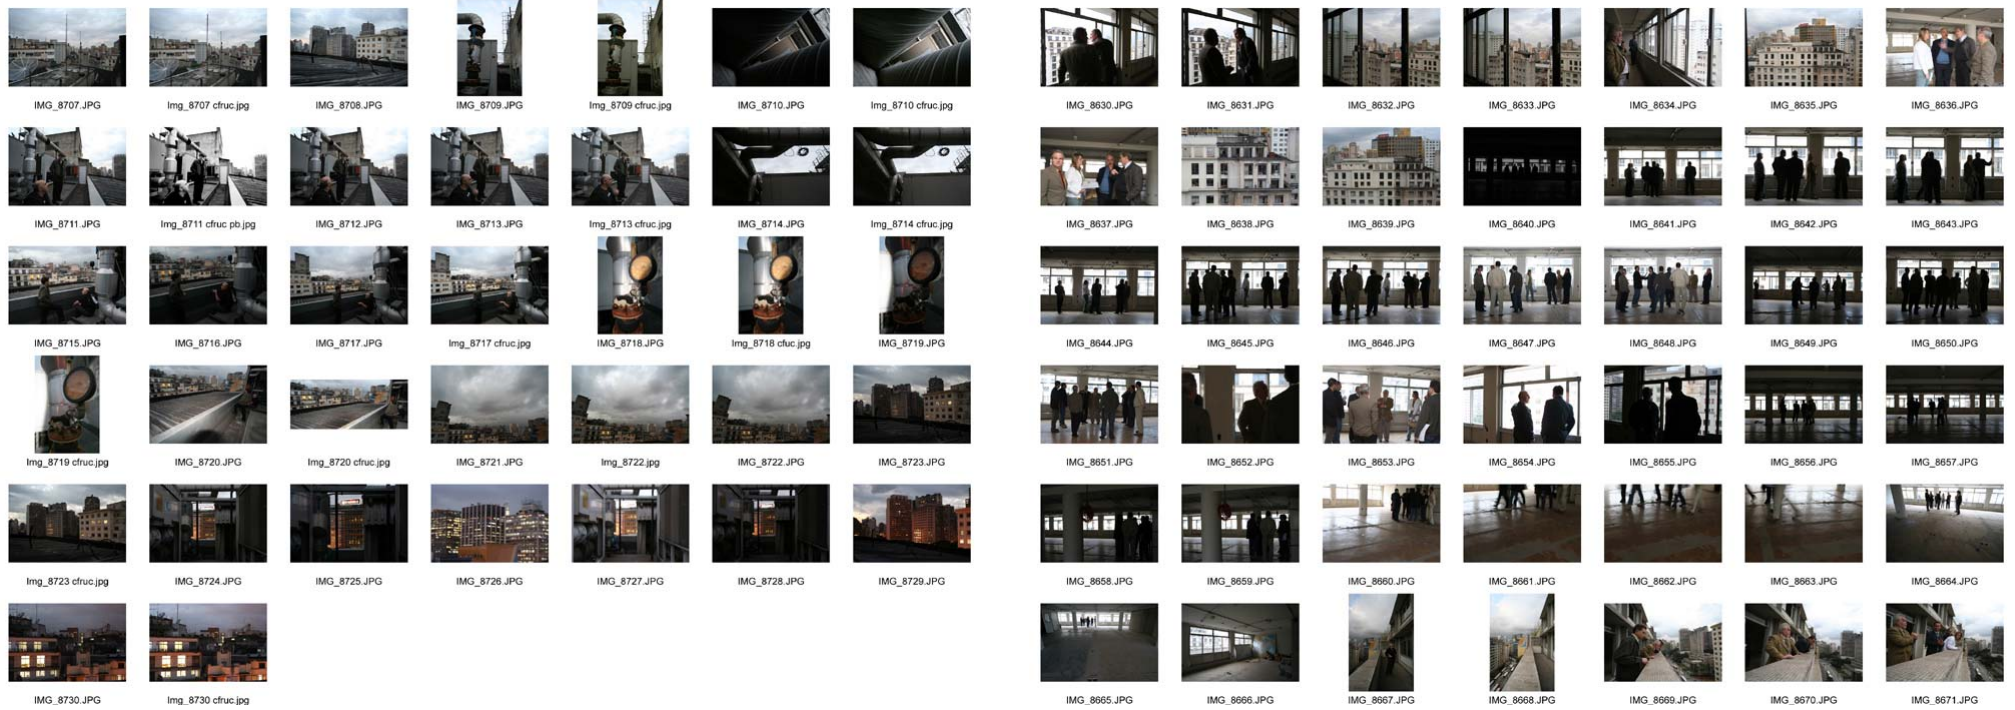 IMG_8707.JPG Img_8707 cfruc.jpg IMG_8708.JPG IMG_8709.JPG Img_8709 cfruc.jpg IMG_8710.JPG Img_8710 cfruc.jpg
IMG_8711.JPG Img_8711 cfruc pb.jpg IMG_8712.JPG IMG_8713.JPG Img_8713 cfruc.jpg IMG_8714.JPG Img_8714 cfruc.jpg
IMG_8715.JPG IMG_8716.JPG IMG_8717.JPG Img_8717 cfruc.jpg IMG_8718.JPG Img_8718 cfuc.jpg IMG_8719.JPG
Img_8719 cfruc.jpg IMG_8720.JPG Img_8720 cfruc.jpg IMG_8721.JPG Img_8722.jpg IMG_8722.JPG IMG_8723.JPG
Img_8723 cfruc.jpg IMG_8724.JPG IMG_8725.JPG IMG_8726.JPG IMG_8727.JPG IMG_8728.JPG IMG_8729.JPG
IMG_8730.JPG Img_8730 cfruc.jpg
IMG_8630.JPG IMG_8631.JPG IMG_8632.JPG IMG_8633.JPG IMG_8634.JPG IMG_8635.JPG IMG_8636.JPG
IMG_8637.JPG IMG_8638.JPG IMG_8639.JPG IMG_8640.JPG IMG_8641.JPG IMG_8642.JPG IMG_8643.JPG
IMG_8644.JPG IMG_8645.JPG IMG_8646.JPG IMG_8647.JPG IMG_8648.JPG IMG_8649.JPG IMG_8650.JPG
IMG_8651.JPG IMG_8652.JPG IMG_8653.JPG IMG_8654.JPG IMG_8655.JPG IMG_8656.JPG IMG_8657.JPG
IMG_8658.JPG IMG_8659.JPG IMG_8660.JPG IMG_8661.JPG IMG_8662.JPG IMG_8663.JPG IMG_8664.JPG
IMG_8665.JPG IMG_8666.JPG IMG_8667.JPG IMG_8668.JPG IMG_8669.JPG IMG_8670.JPG IMG_8671.JPG